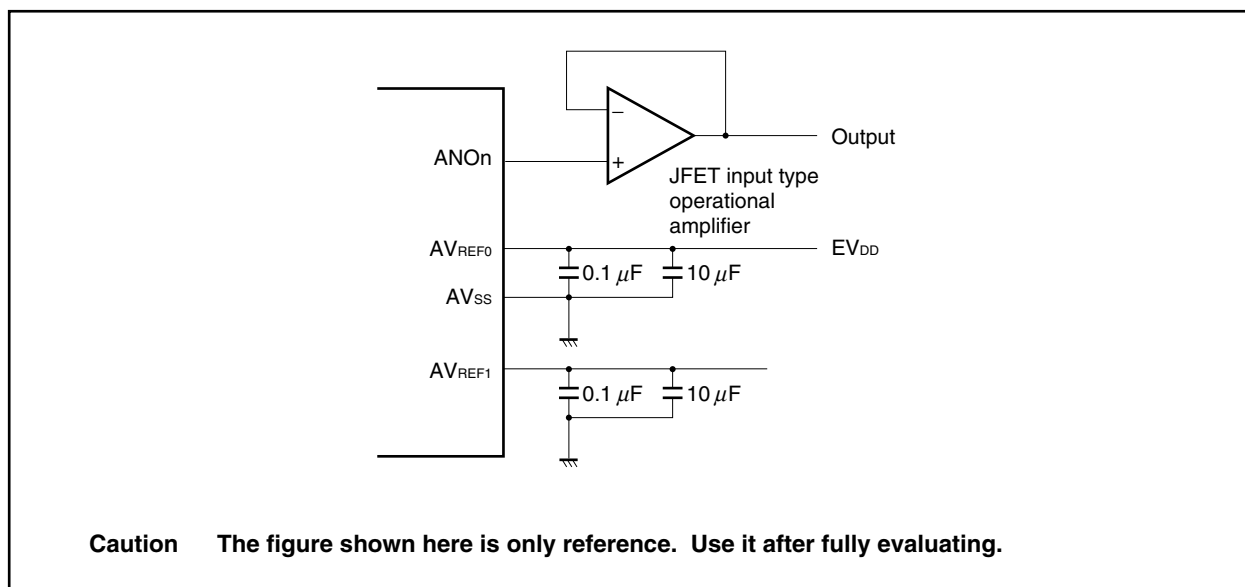 −
Output
ANOn
+
JFET input type
operational
amplifier
AVREF0
EVDD
0.1 μF
10 μF
AVSS
AVREF1
0.1 μF
10 μF
Caution The figure shown here is only reference. Use it after fully evaluating.